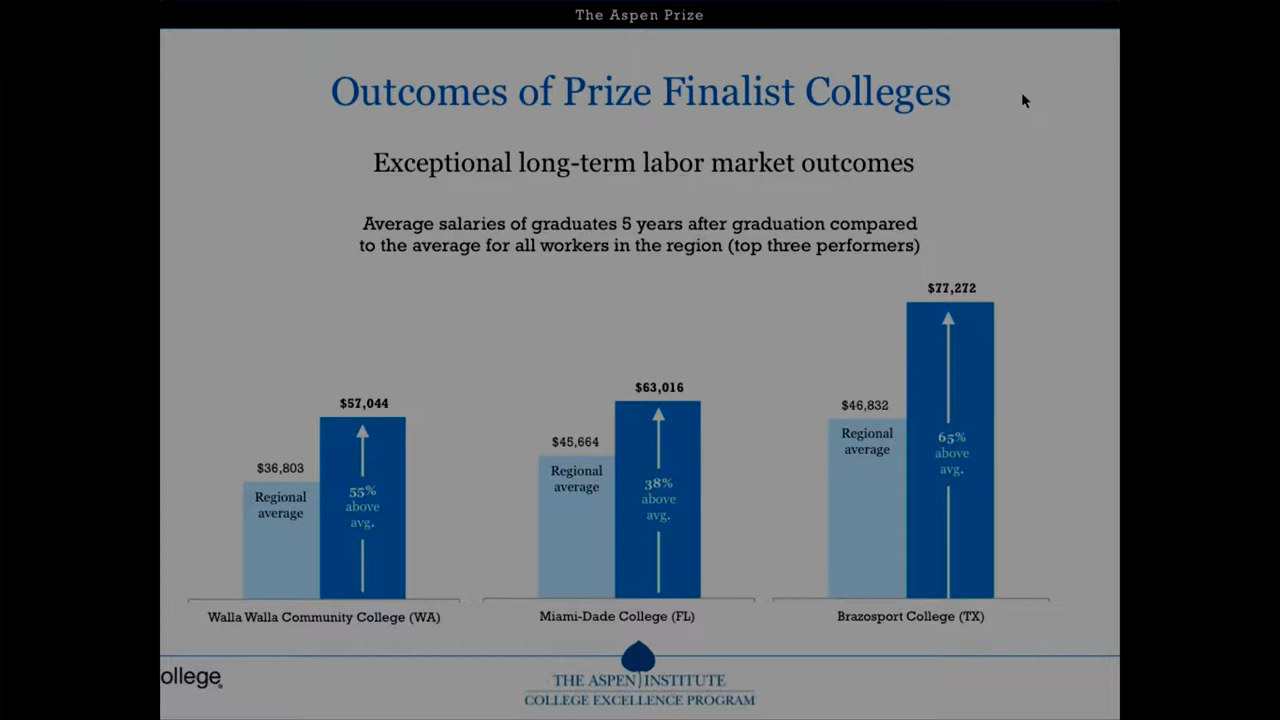 The Aspen Prize
Outcomes of Prize Finalist Colleges
Exceptional long-term labor market outcomes
Average salaries of graduates 5 years after graduation compared
to the average for all workers in the region (top three performers)
$57,044
$36,803
Regional
average
55%
above
avg.
Walla Walla Community College (WA)
$63,016
$45,664
Regional
average
38%
above
avg.
Miami-Dade College (FL)
$77,272
$46,832
Regional
average
65%
above
avg.
Brazosport College (TX)
ollege
THE ASPEN INSTITUTE
COLLEGE EXCELLENCE PROGRAM